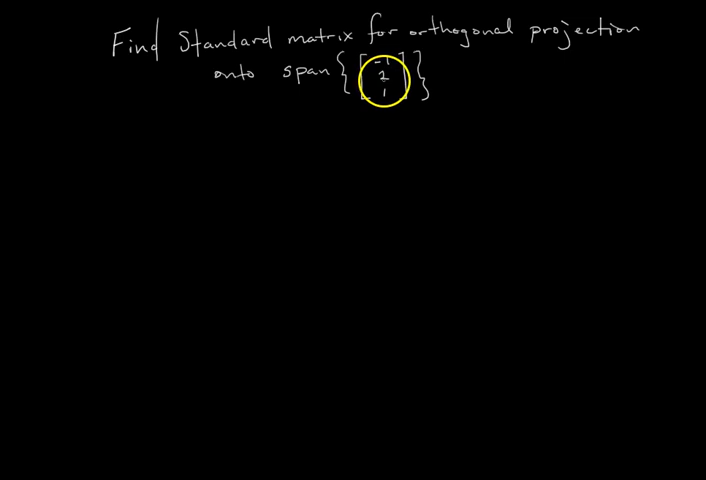 Find Standard matrix for orthogonal projection
onto span { [ -1
2
1 ] }